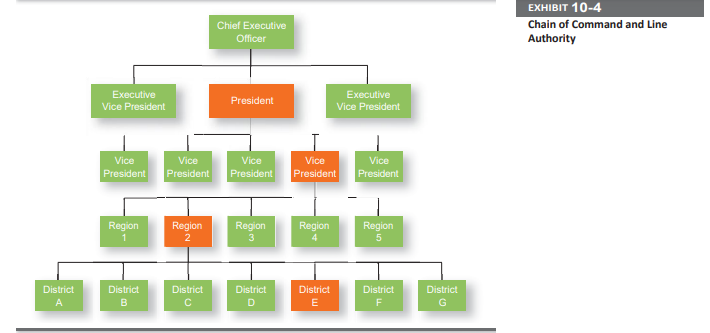 EXHIBIT 10-4
Chain of Command and Line
Authority
Chief Executive
Officer
Executive
Vice President
President
Executive
Vice President
Vice
President
Vice
President
Vice
President
Vice
President
Vice
President
Region
1
Region
2
Region
3
Region
4
Region
5
District
A
District
B
District
C
District
D
District
E
District
F
District
G